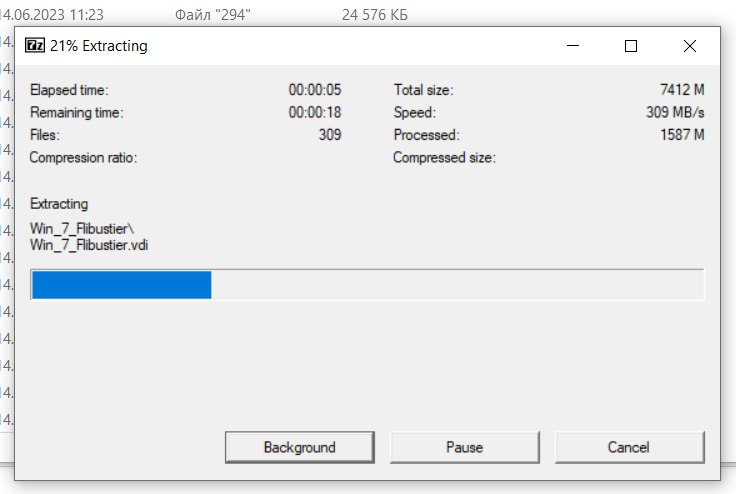 14.06.2023 11:23 Файл "294" 24 576 КБ
7z 21% Extracting
Elapsed time: 00:00:05 Total size: 7412 M
Remaining time: 00:00:18 Speed: 309 MB/s
Files: 309 Processed: 1587 M
Compression ratio: Compressed size:
Extracting
Win_7_Flibustier\
Win_7_Flibustier.vdi
Background Pause Cancel